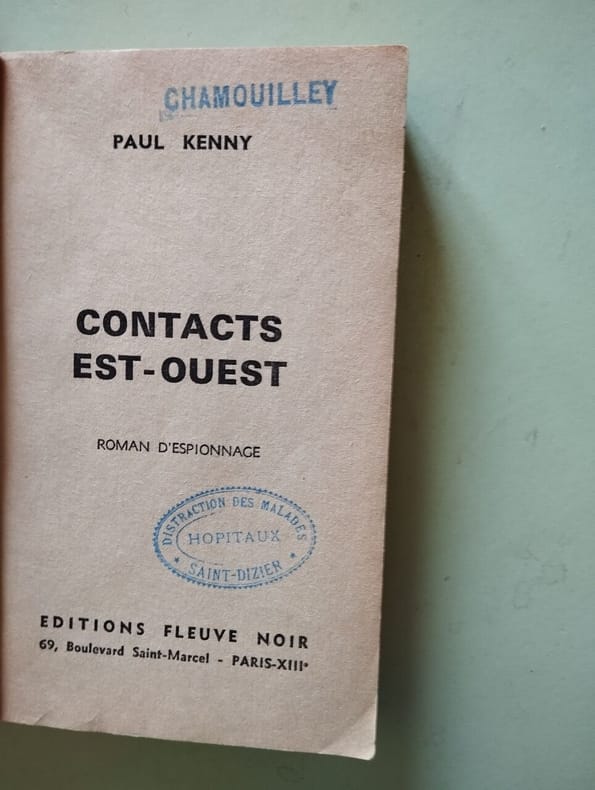 CHAMOUILLEY
PAUL KENNY
CONTACTS
EST-OUEST
ROMAN D'ESPIONNAGE
DISTRACTION DES MALADES
HOPITAUX
* SAINT-DIZIER *
EDITIONS FLEUVE NOIR
69, Boulevard Saint-Marcel - PARIS-XIIIe